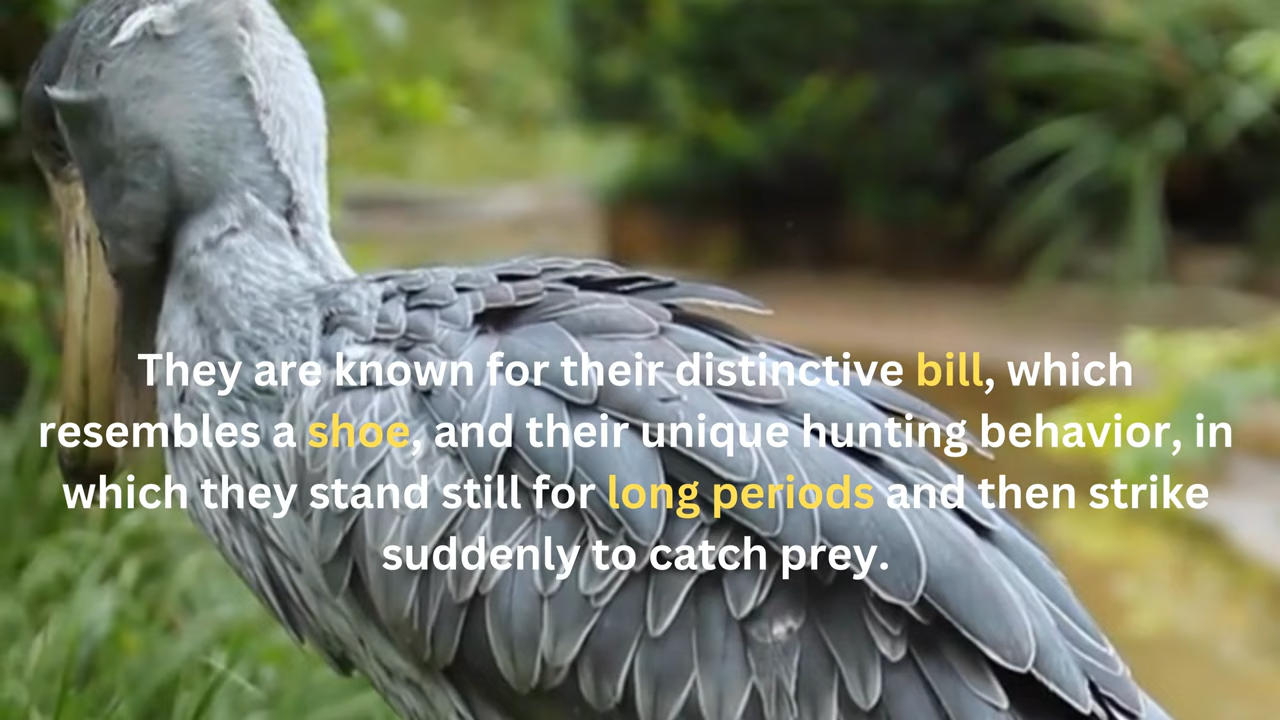 They are known for their distinctive bill, which
resembles a shoe, and their unique hunting behavior, in
which they stand still for long periods and then strike
suddenly to catch prey.